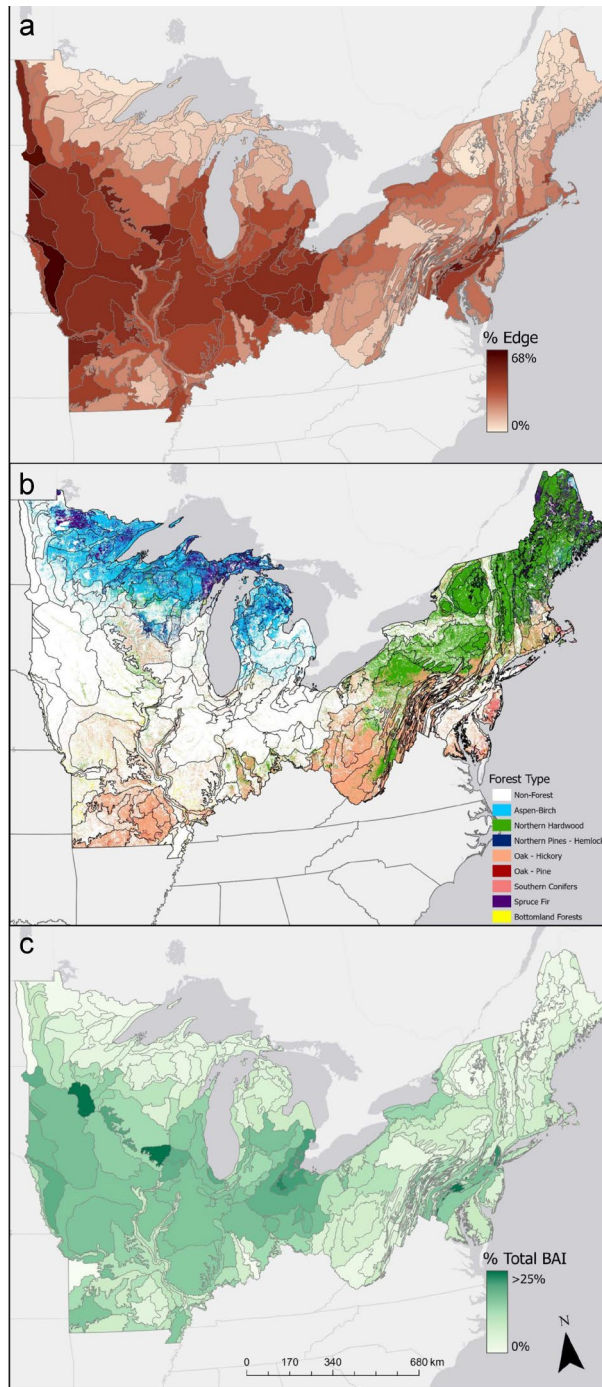 a
% Edge
68%
0%
b
Forest Type
Non-Forest
Aspen-Birch
Northern Hardwood
Northern Pines - Hemlock
Oak - Hickory
Oak - Pine
Southern Conifers
Spruce Fir
Bottomland Forests
c
% Total BAI
>25%
0%
N
0 170 340 680 km